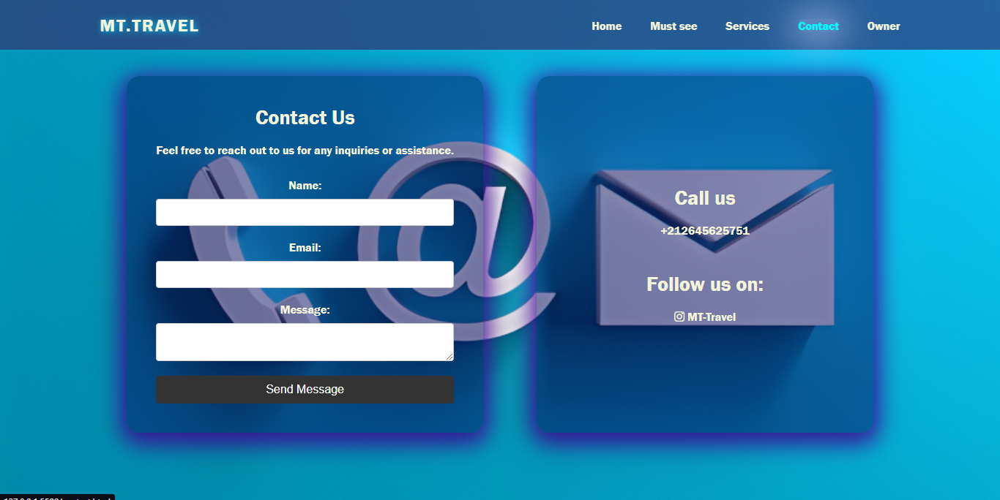 MT.TRAVEL
Home
Must see
Services
Contact
Owner
Contact Us
Feel free to reach out to us for any inquiries or assistance.
Name:
Email:
Message:
Send Message
Call us
+212645625751
Follow us on:
MT-Travel